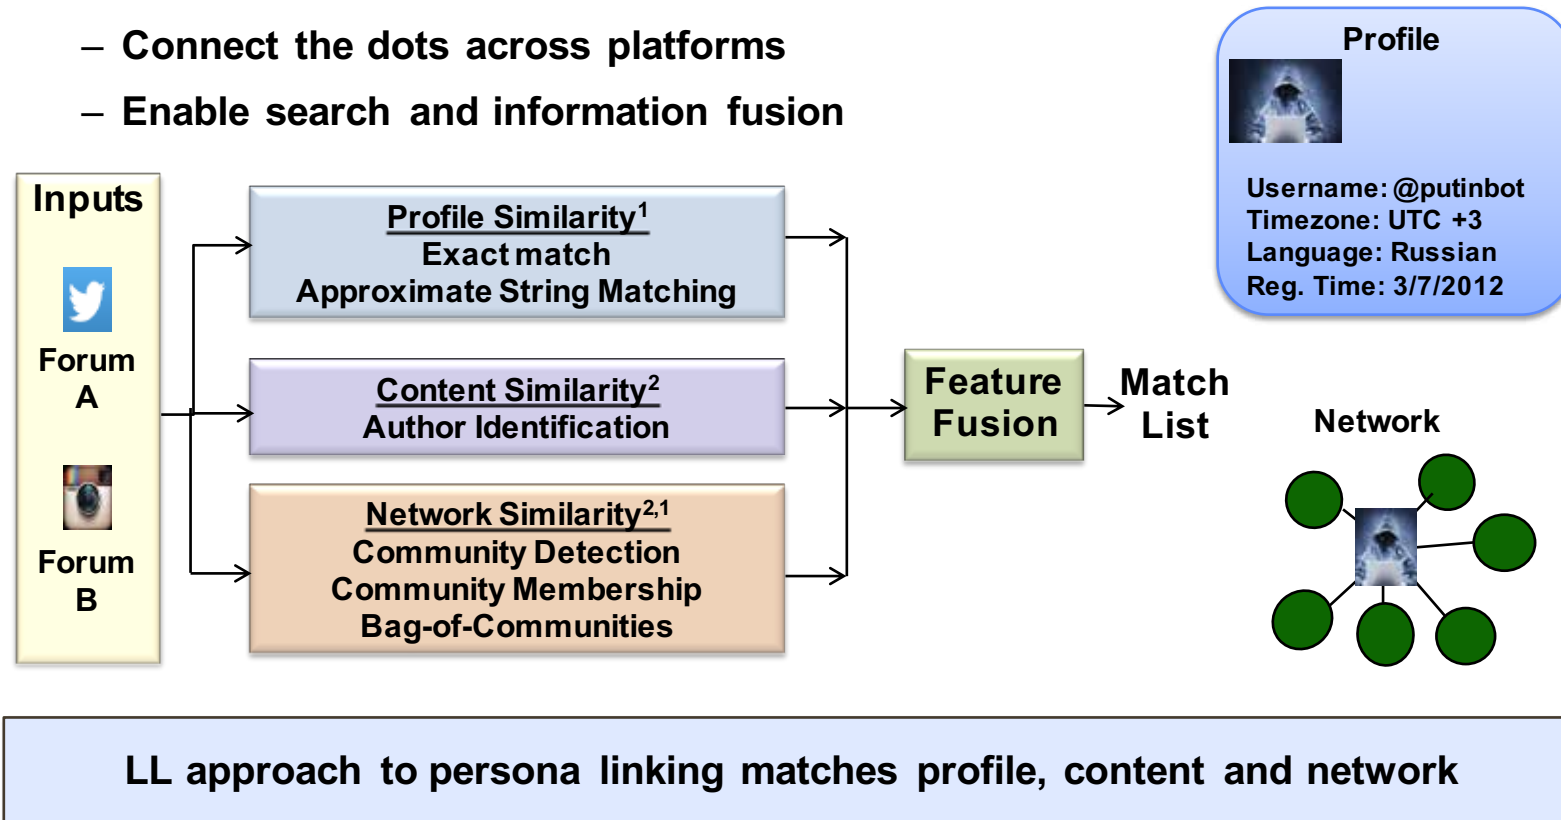 – Connect the dots across platforms
– Enable search and information fusion
Inputs
Forum
A
Forum
B
Profile Similarity¹
Exact match
Approximate String Matching
Content Similarity²
Author Identification
Network Similarity²,¹
Community Detection
Community Membership
Bag-of-Communities
Feature
Fusion
Match
List
Profile
Username: @putinbot
Timezone: UTC +3
Language: Russian
Reg. Time: 3/7/2012
Network
LL approach to persona linking matches profile, content and network